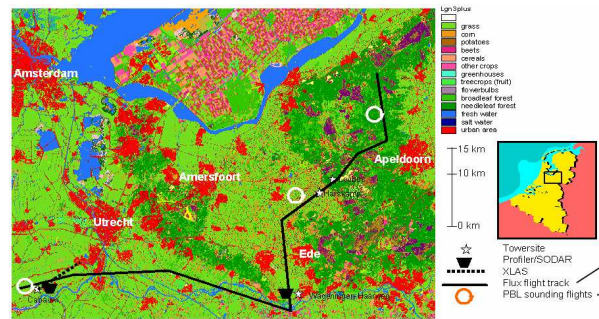 Lgn3plus
grass
corn
potatoes
beets
cereals
other crops
greenhouses
treecrops (fruit)
flowerbulbs
broadleaf forest
needleleaf forest
fresh water
salt water
urban area
Amsterdam
Apeldoorn
Amersfoort
Utrecht
Ede
Cabauw
Wageningen-Haarweg
15 km
10 km
0 km
Towersite
Profiler/SODAR
XLAS
Flux flight track
PBL sounding flights